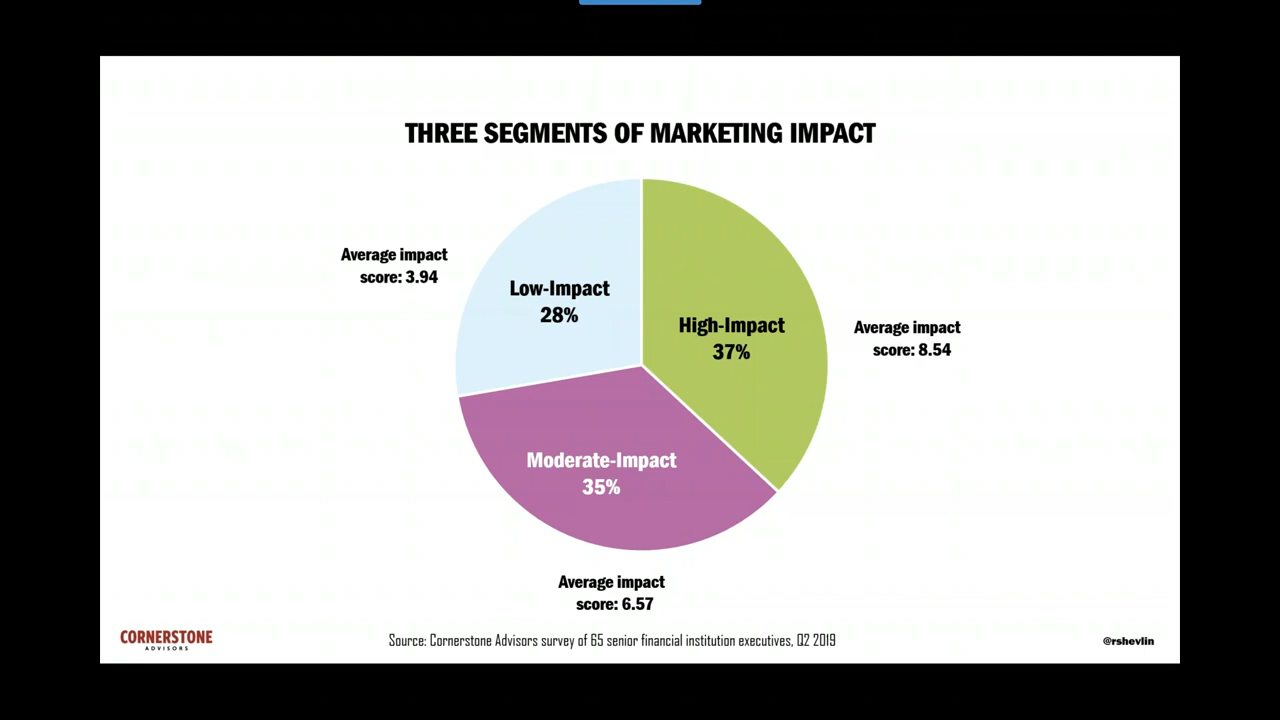 THREE SEGMENTS OF MARKETING IMPACT
Average impact
score: 3.94
Low-Impact
28%
High-Impact
37%
Average impact
score: 8.54
Moderate-Impact
35%
Average impact
score: 6.57
CORNERSTONE
ADVISORS
Source: Cornerstone Advisors survey of 65 senior financial institution executives, Q2 2019
@rshevlin